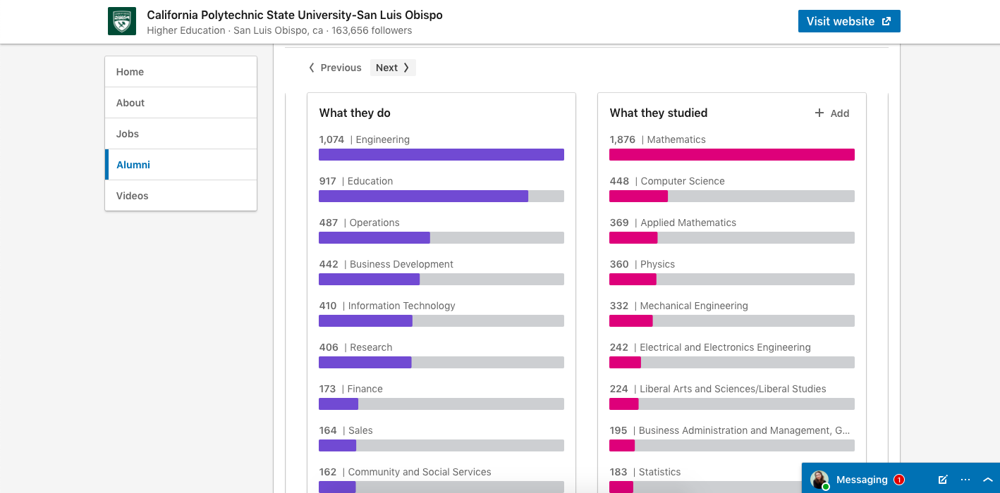 California Polytechnic State University-San Luis Obispo
Higher Education · San Luis Obispo, ca · 163,656 followers
Visit website
Home
About
Jobs
Alumni
Videos
Previous
Next
What they do
1,074 | Engineering
917 | Education
487 | Operations
442 | Business Development
410 | Information Technology
406 | Research
173 | Finance
164 | Sales
162 | Community and Social Services
What they studied
+ Add
1,876 | Mathematics
448 | Computer Science
369 | Applied Mathematics
360 | Physics
332 | Mechanical Engineering
242 | Electrical and Electronics Engineering
224 | Liberal Arts and Sciences/Liberal Studies
195 | Business Administration and Management, G...
183 | Statistics
Messaging 1